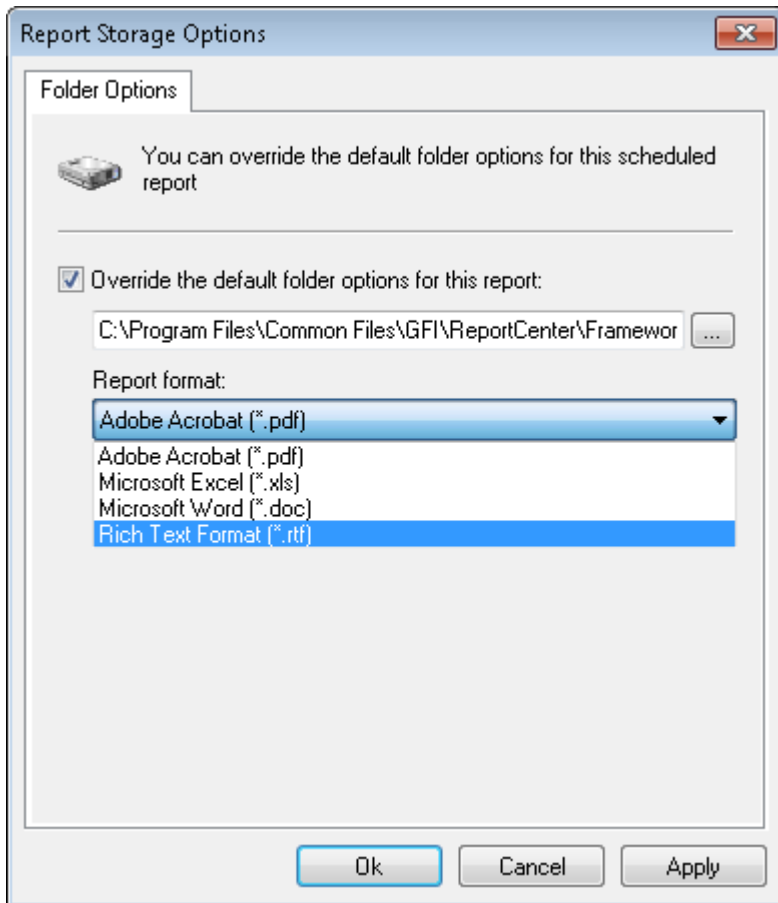 Report Storage Options
Folder Options
You can override the default folder options for this scheduled
report
Override the default folder options for this report:
C:\Program Files\Common Files\GFI\ReportCenter\Framewor
...
Report format:
Adobe Acrobat (*.pdf)
Adobe Acrobat (*.pdf)
Microsoft Excel (*.xls)
Microsoft Word (*.doc)
Rich Text Format (*.rtf)
Ok
Cancel
Apply